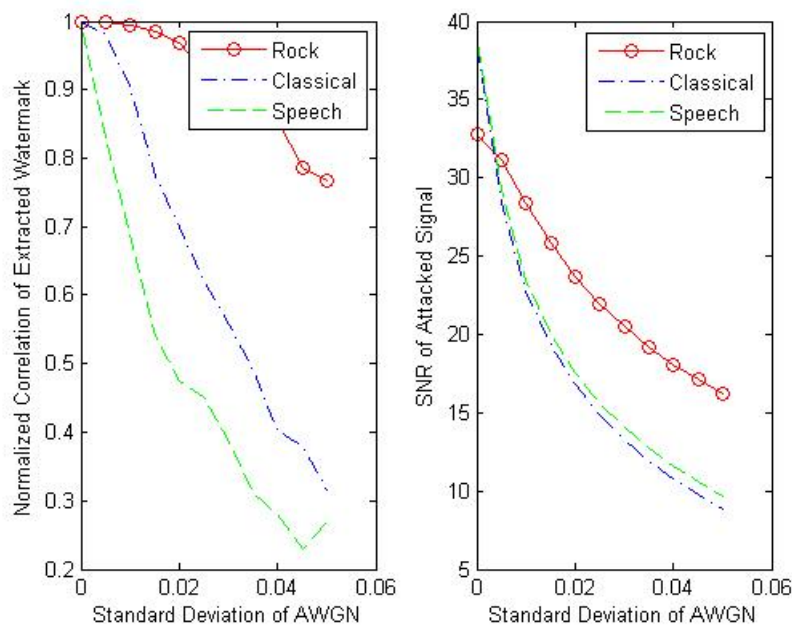 1
0.9
0.8
0.7
0.6
0.5
0.4
0.3
0.2
0
0.02
0.04
0.06
Normalized Correlation of Extracted Watermark
Standard Deviation of AWGN
Rock
Classical
Speech
40
35
30
25
20
15
10
5
0
0.02
0.04
0.06
SNR of Attacked Signal
Standard Deviation of AWGN
Rock
Classical
Speech